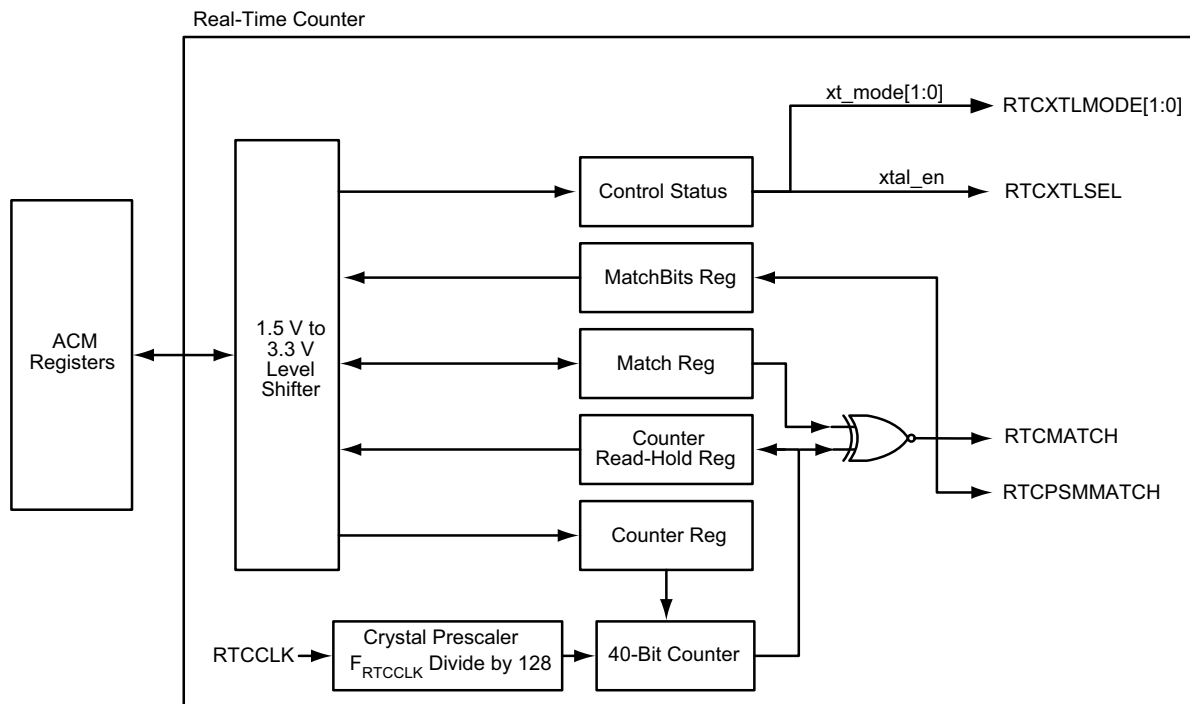 Real-Time Counter
xt_mode[1:0]
RTCXTLMODE[1:0]
Control Status
xtal_en
RTCXTLSEL
MatchBits Reg
ACM
Registers
1.5 V to
3.3 V
Level
Shifter
Match Reg
Counter
Read-Hold Reg
RTCMATCH
RTCPSMMATCH
Counter Reg
RTCCLK
Crystal Prescaler
FRTCCLK Divide by 128
40-Bit Counter